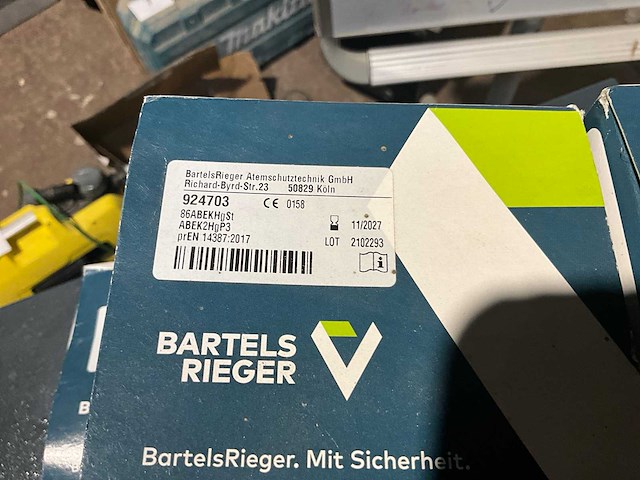 makita
BartelsRieger Atemschutztechnik GmbH
Richard-Byrd-Str.23 50829 Köln
924703 CE 0158
86ABEKHgSt 11/2027
ABEK2HgP3
prEN 14387:2017 LOT 2102293
BARTELS
RIEGER
BartelsRieger. Mit Sicherheit.
B